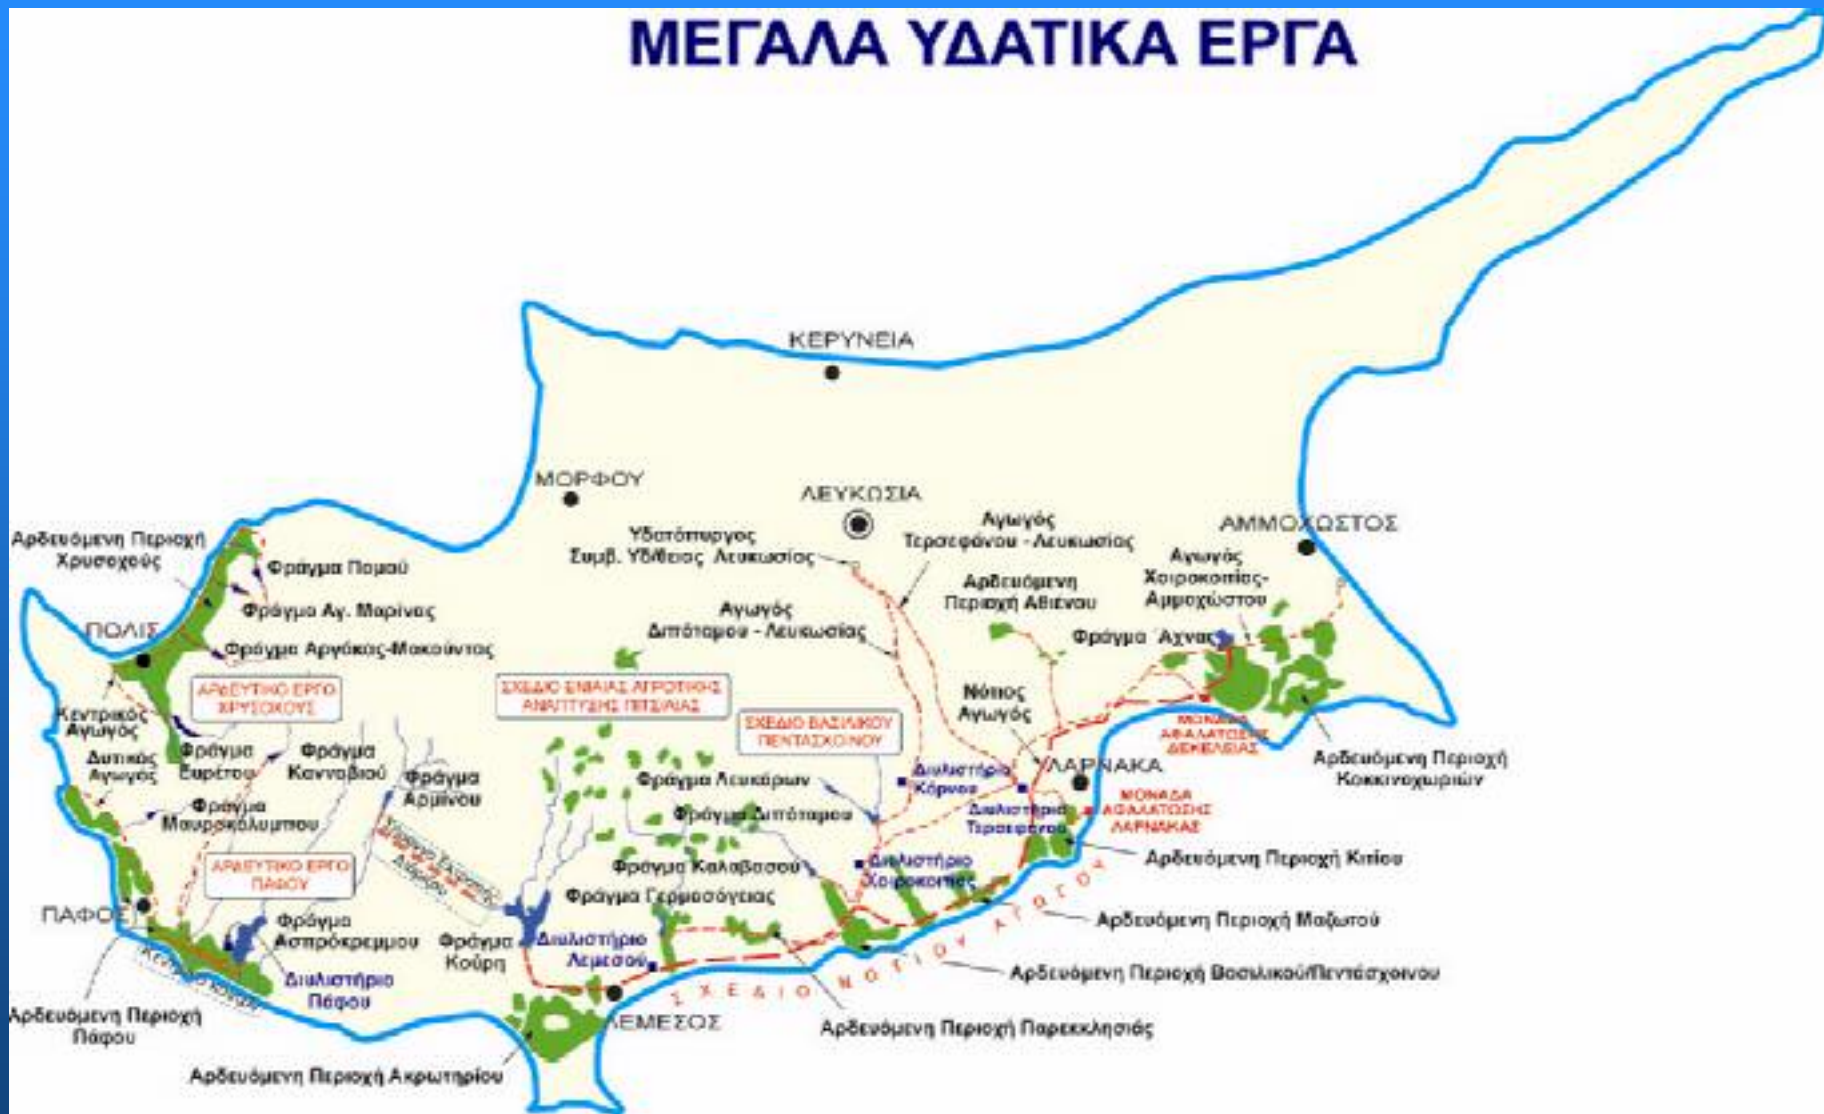 ΜΕΓΑΛΑ ΥΔΑΤΙΚΑ ΕΡΓΑ
ΚΕΡΥΝΕΙΑ
ΜΟΡΦΟΥ
ΛΕΥΚΩΣΙΑ
ΑΜΜΟΧΩΣΤΟΣ
Αρδευόμενη Περιοχή
Χρυσοχούς
Υδατόπυργος
Συμβ. Υδ/θειας Λευκωσίας
Αγωγός
Τερσεφάνου - Λευκωσίας
Αγωγός
Χοιροκοιτίας-
Αμμοχώστου
Φράγμα Πομού
Αρδευόμενη
Περιοχή Αθιένου
Φράγμα Αγ. Μαρίνας
Αγωγός
Διπόταμου - Λευκωσίας
ΠΟΛΙΣ
Φράγμα Άχνας
Φράγμα Αργάκας-Μακούντας
ΑΡΔΕΥΤΙΚΟ ΕΡΓΟ
ΧΡΥΣΟΧΟΥΣ
ΣΧΕΔΙΟ ΕΝΙΑΙΑΣ ΑΓΡΟΤΙΚΗΣ
ΑΝΑΠΤΥΞΗΣ ΠΙΤΣΙΛΙΑΣ
Νότιος
Αγωγός
Κεντρικός
Αγωγός
ΣΧΕΔΙΟ ΒΑΣΙΛΙΚΟΥ
ΠΕΝΤΑΣΧΟΙΝΟΥ
ΜΟΝΑΔΑ
ΑΦΑΛΑΤΩΣΗΣ
ΔΕΚΕΛΕΙΑΣ
Δυτικός
Αγωγός
Φράγμα
Ευρέτου
Φράγμα
Κανναβιού
Φράγμα
Αρμίνου
Φράγμα Λευκάρων
Διυλιστήριο
Κόρνου
ΛΑΡΝΑΚΑ
Αρδευόμενη Περιοχή
Κοκκινοχωριών
Φράγμα
Μαυροκόλυμπου
Φράγμα Διπόταμου
Διυλιστήριο
Τερσεφάνου
ΜΟΝΑΔΑ
ΑΦΑΛΑΤΩΣΗΣ
ΛΑΡΝΑΚΑΣ
ΑΡΔΕΥΤΙΚΟ ΕΡΓΟ
ΠΑΦΟΥ
Φράγμα Καλαβασού
Διυλιστήριο
Χοιροκοιτίας
Αρδευόμενη Περιοχή Κιτίου
Φράγμα Γερμασόγειας
ΠΑΦΟΣ
Φράγμα
Ασπρόκρεμμου
Φράγμα
Κούρη
Διυλιστήριο
Λεμεσού
Αρδευόμενη Περιοχή Μαζωτού
ΣΧΕΔΙΟ ΝΟΤΙΟΥ ΑΓΩΓΟΥ
Διυλιστήριο
Πάφου
Αρδευόμενη Περιοχή Βασιλικού/Πεντάσχοινου
Αρδευόμενη Περιοχή
Πάφου
ΛΕΜΕΣΟΣ
Αρδευόμενη Περιοχή Παρεκκλησιάς
Αρδευόμενη Περιοχή Ακρωτηρίου